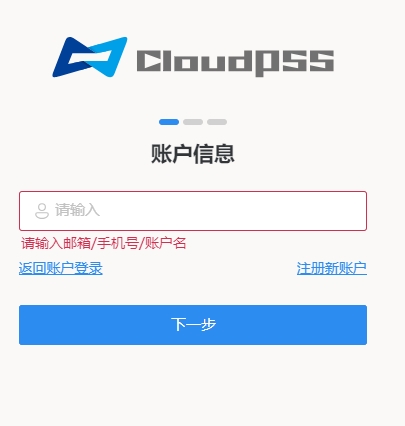 CloudPSS
账户信息
请输入
请输入邮箱/手机号/账户名
返回账户登录 注册新账户
下一步